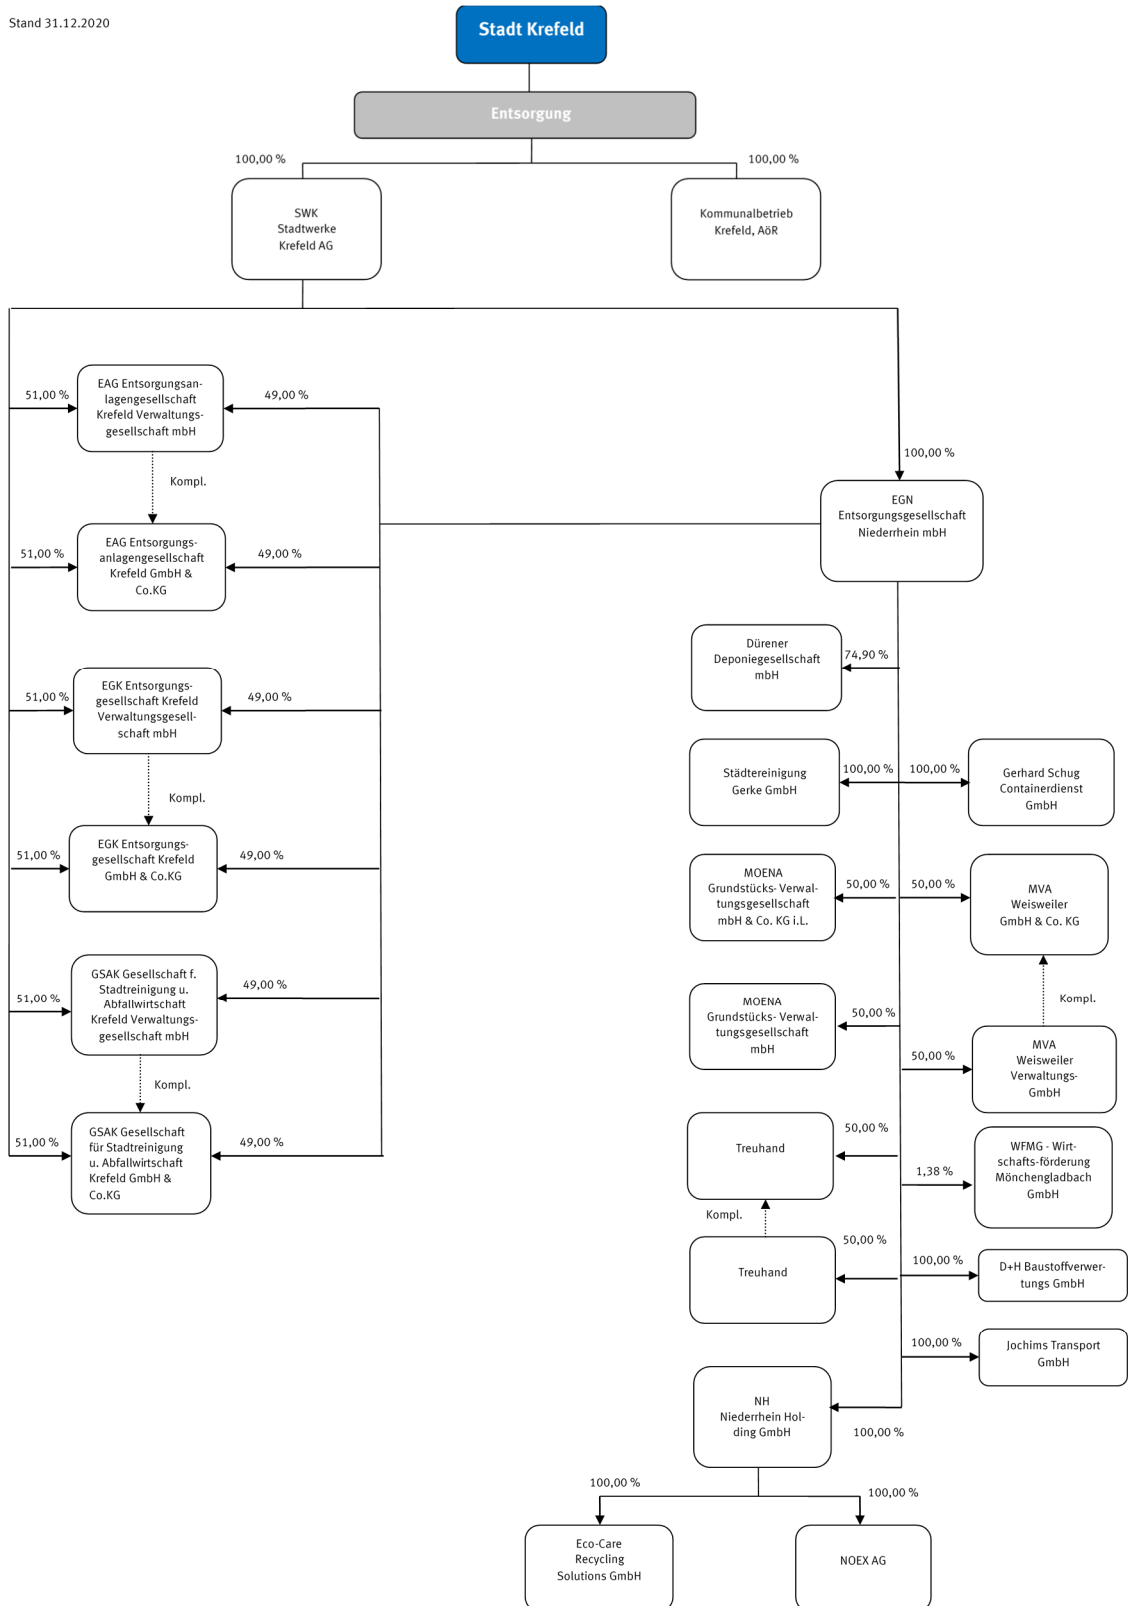 Stand 31.12.2020
Stadt Krefeld
Entsorgung
100,00 %
100,00 %
SWK
Stadtwerke
Krefeld AG
Kommunalbetrieb
Krefeld, AöR
51,00 %
EAG Entsorgungsan-
lagengesellschaft
Krefeld Verwaltungs-
gesellschaft mbH
49,00 %
Kompl.
51,00 %
EAG Entsorgungs-
anlagengesellschaft
Krefeld GmbH &
Co.KG
49,00 %
51,00 %
EGK Entsorgungs-
gesellschaft Krefeld
Verwaltungsgesell-
schaft mbH
49,00 %
Kompl.
51,00 %
EGK Entsorgungs-
gesellschaft Krefeld
GmbH & Co.KG
49,00 %
51,00 %
GSAK Gesellschaft f.
Stadtreinigung u.
Abfallwirtschaft
Krefeld Verwaltungs-
gesellschaft mbH
49,00 %
Kompl.
51,00 %
GSAK Gesellschaft
für Stadtreinigung
u. Abfallwirtschaft
Krefeld GmbH &
Co.KG
49,00 %
100,00 %
EGN
Entsorgungsgesellschaft
Niederrhein mbH
Dürener
Deponiegesellschaft
mbH
74,90 %
Städtereinigung
Gerke GmbH
100,00 %
100,00 %
Gerhard Schug
Containerdienst
GmbH
MOENA
Grundstücks- Verwal-
tungsgesellschaft
mbH & Co. KG i.L.
50,00 %
50,00 %
MVA
Weisweiler
GmbH & Co. KG
Kompl.
MOENA
Grundstücks- Verwal-
tungsgesellschaft
mbH
50,00 %
50,00 %
MVA
Weisweiler
Verwaltungs-
GmbH
Treuhand
50,00 %
1,38 %
WFMG - Wirt-
schafts-förderung
Mönchengladbach
GmbH
Kompl.
Treuhand
50,00 %
100,00 %
D+H Baustoffverwer-
tungs GmbH
100,00 %
Jochims Transport
GmbH
NH
Niederrhein Hol-
ding GmbH
100,00 %
100,00 %
100,00 %
Eco-Care
Recycling
Solutions GmbH
NOEX AG